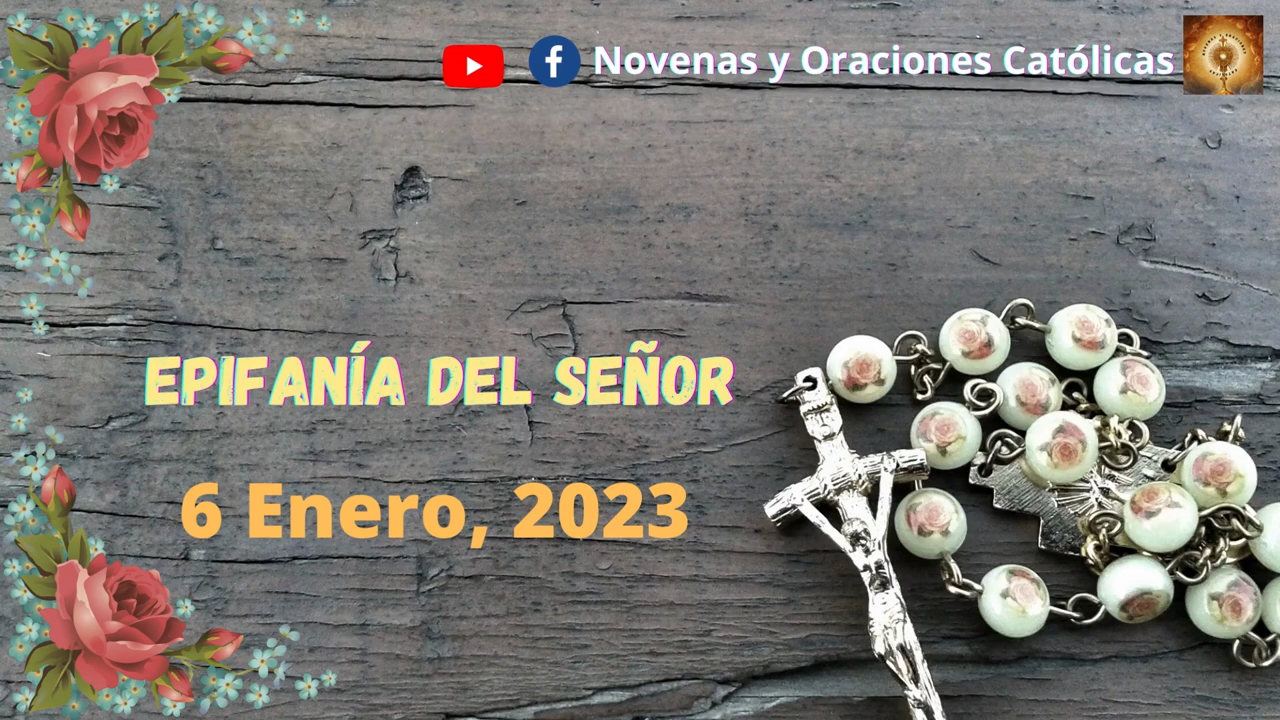 Novenas y Oraciones Católicas
EPIFANÍA DEL SEÑOR
6 Enero, 2023